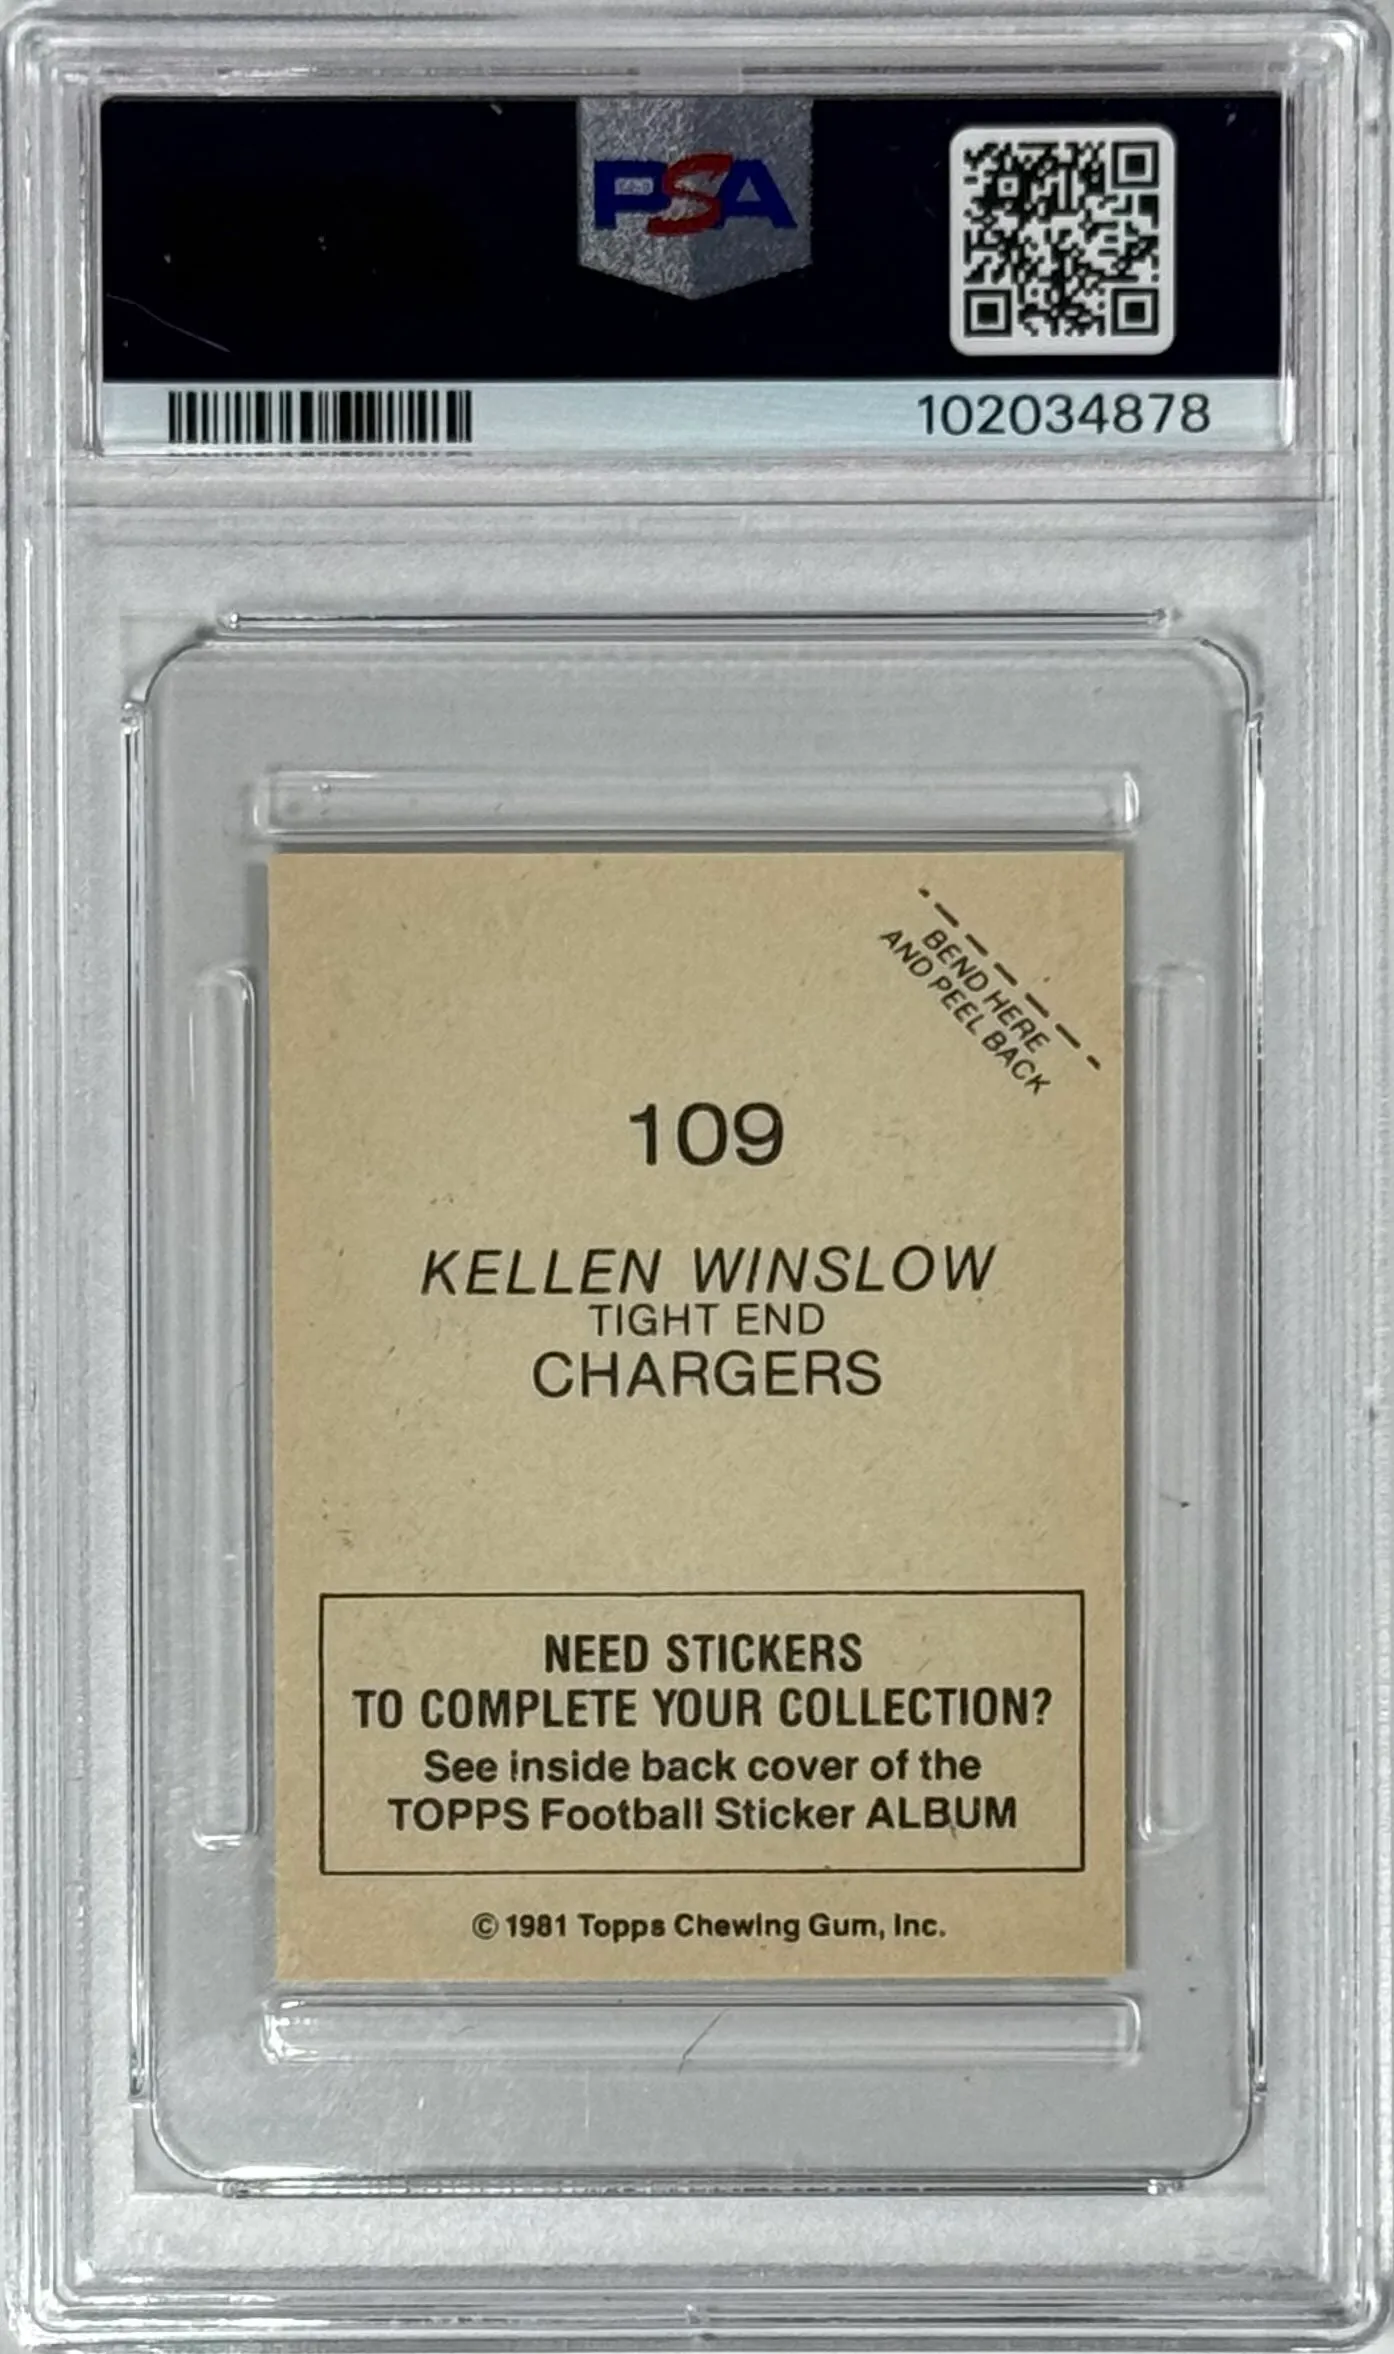 PSA
102034878
BEND HERE
AND PEEL BACK
109
KELLEN WINSLOW
TIGHT END
CHARGERS
NEED STICKERS
TO COMPLETE YOUR COLLECTION?
See inside back cover of the
TOPPS Football Sticker ALBUM
© 1981 Topps Chewing Gum, Inc.